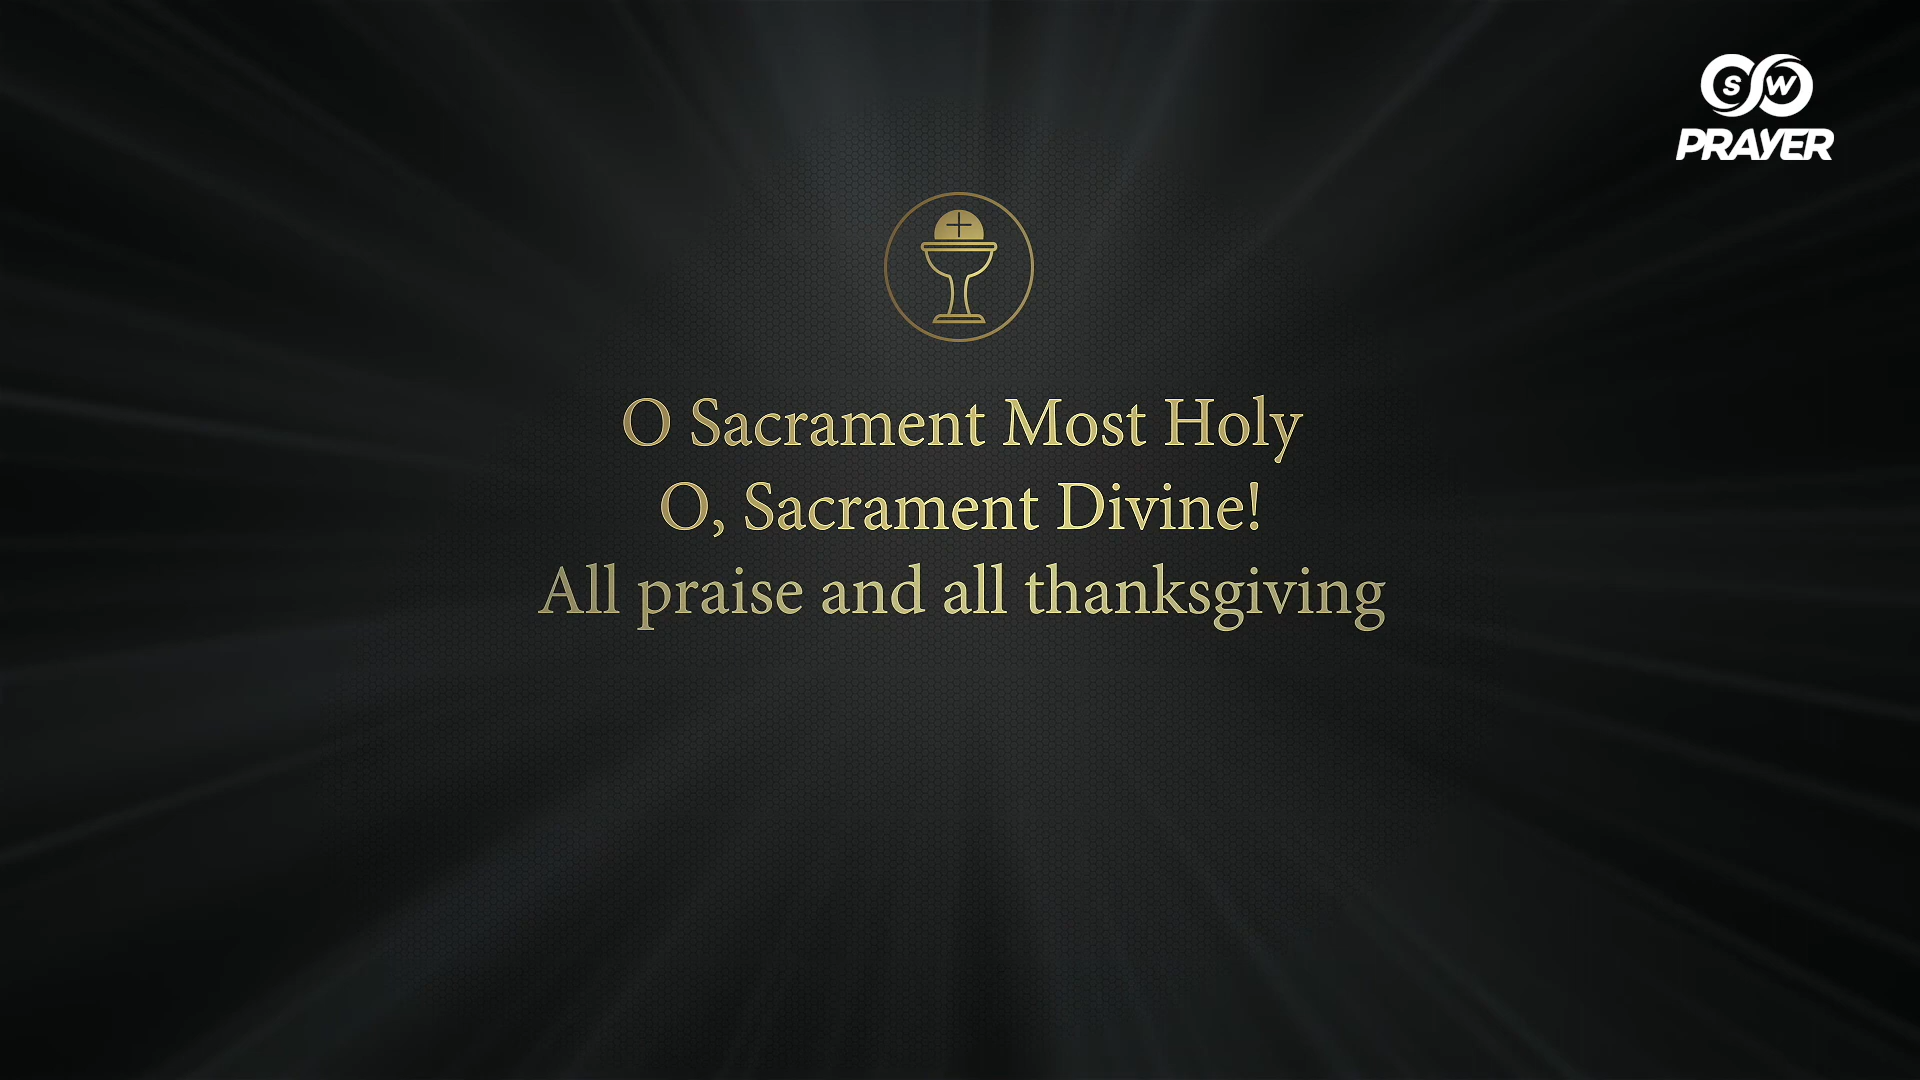 SW
PRAYER
O Sacrament Most Holy
O, Sacrament Divine!
All praise and all thanksgiving